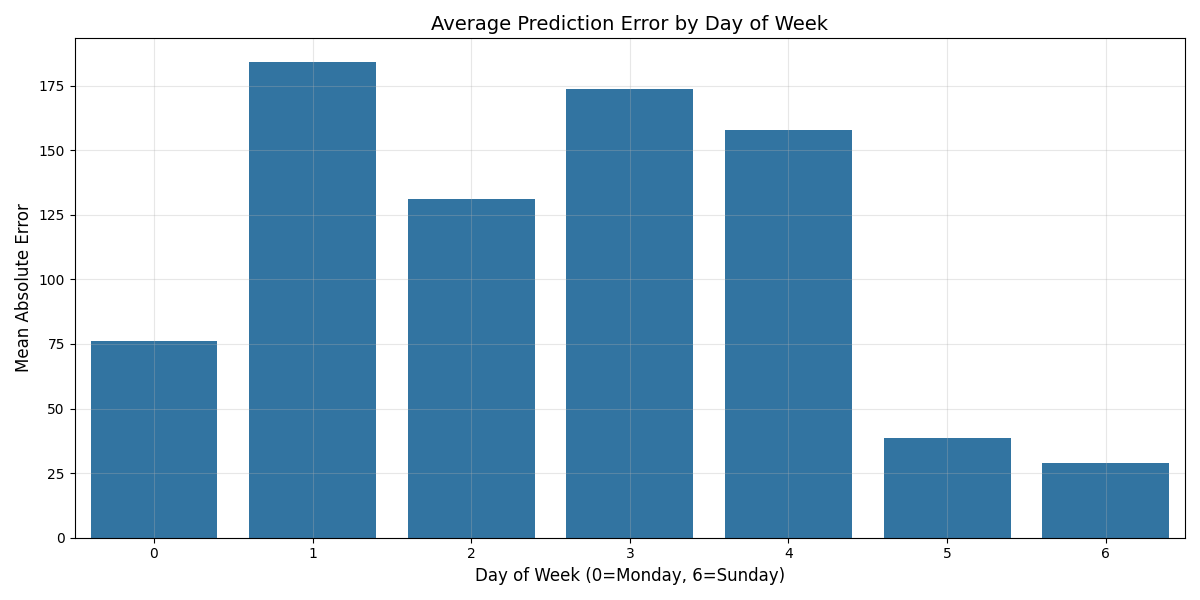 Average Prediction Error by Day of Week
Mean Absolute Error
175
150
125
100
75
50
25
0
0 1 2 3 4 5 6
Day of Week (0=Monday, 6=Sunday)